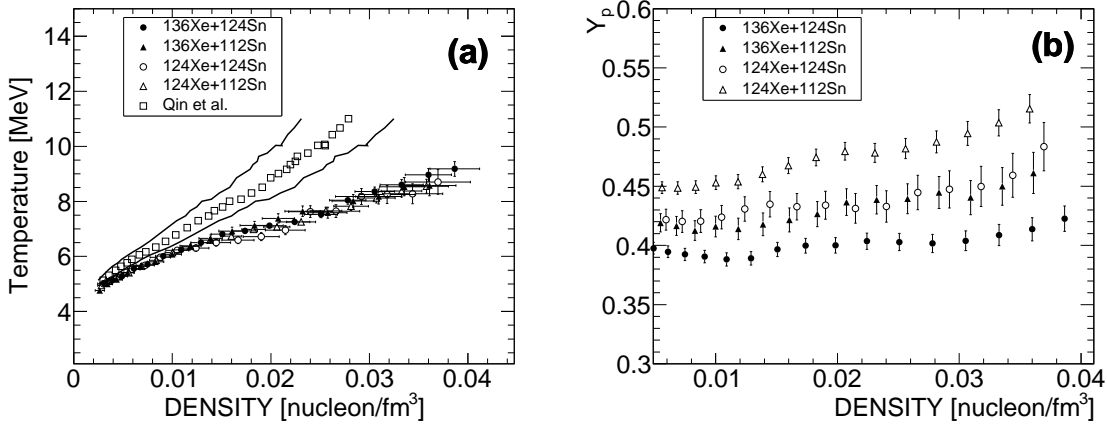 (a)
136Xe+124Sn
136Xe+112Sn
124Xe+124Sn
124Xe+112Sn
Qin et al.
Temperature [MeV]
14
12
10
8
6
4
0
0.01
0.02
0.03
0.04
DENSITY [nucleon/fm³]
(b)
136Xe+124Sn
136Xe+112Sn
124Xe+124Sn
124Xe+112Sn
Yp
0.6
0.55
0.5
0.45
0.4
0.35
0.3
0.01
0.02
0.03
0.04
DENSITY [nucleon/fm³]